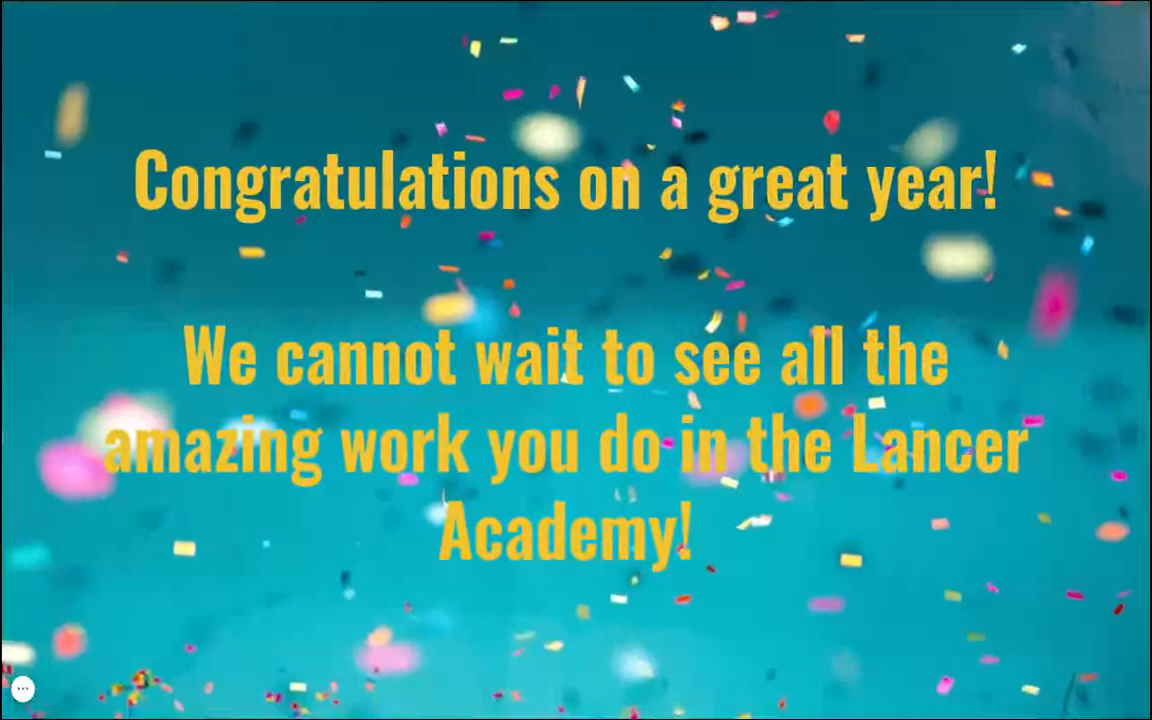 Congratulations on a great year!
We cannot wait to see all the
amazing work you do in the Lancer
Academy!